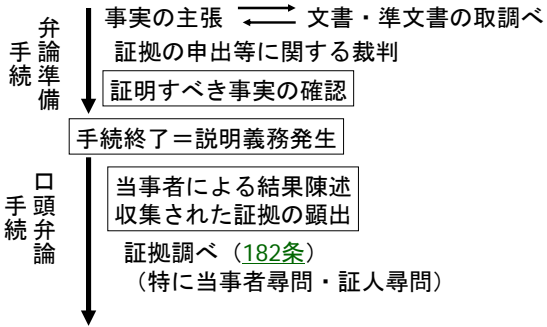 弁論準備手続
事実の主張 文書・準文書の取調べ
証拠の申出等に関する裁判
証明すべき事実の確認
手続終了＝説明義務発生
口頭弁論手続
当事者による結果陳述
収集された証拠の顕出
証拠調べ（182条）
（特に当事者尋問・証人尋問）